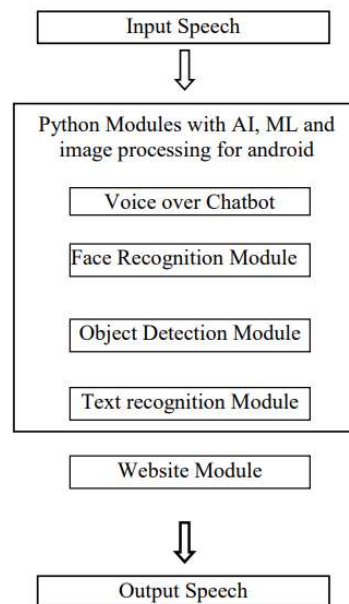 Input Speech
Python Modules with AI, ML and
image processing for android
Voice over Chatbot
Face Recognition Module
Object Detection Module
Text recognition Module
Website Module
Output Speech